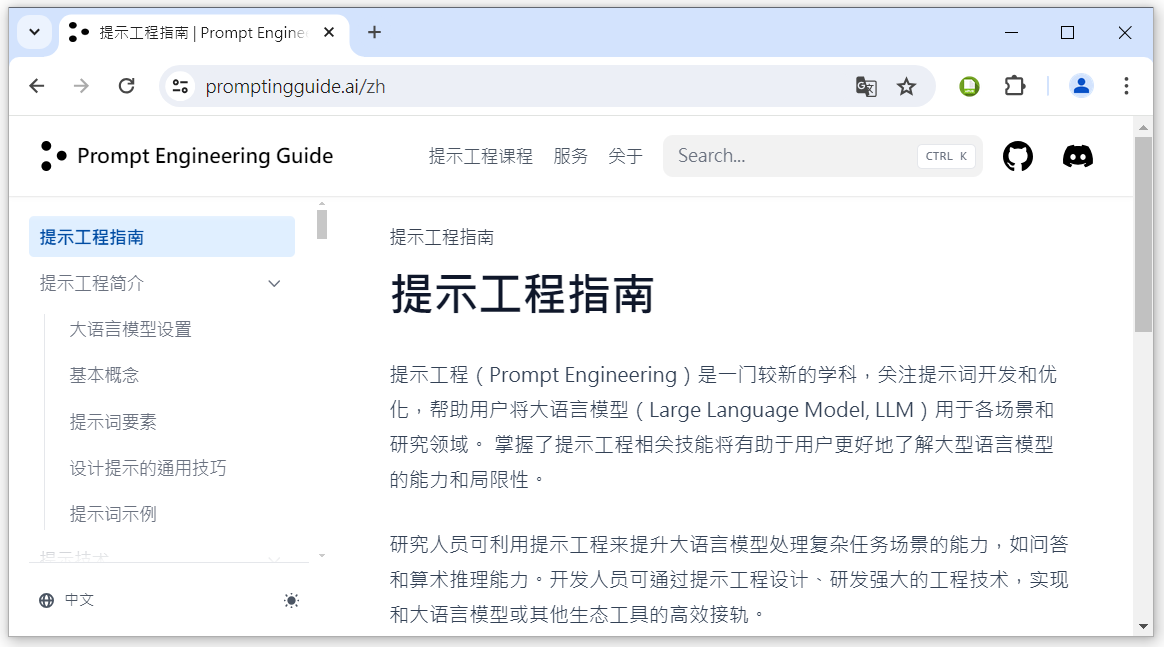 提示工程指南 | Prompt Engine
promptingguide.ai/zh
Prompt Engineering Guide
提示工程课程 服务 关于
Search...
CTRL K
提示工程指南
提示工程简介
大语言模型设置
基本概念
提示词要素
设计提示的通用技巧
提示词示例
提示技术
中文
提示工程指南
提示工程指南
提示工程（Prompt Engineering）是一门较新的学科，关注提示词开发和优
化，帮助用户将大语言模型（Large Language Model, LLM）用于各场景和
研究领域。 掌握了提示工程相关技能将有助于用户更好地了解大型语言模型
的能力和局限性。
研究人员可利用提示工程来提升大语言模型处理复杂任务场景的能力，如问答
和算术推理能力。开发人员可通过提示工程设计、研发强大的工程技术，实现
和大语言模型或其他生态工具的高效接轨。